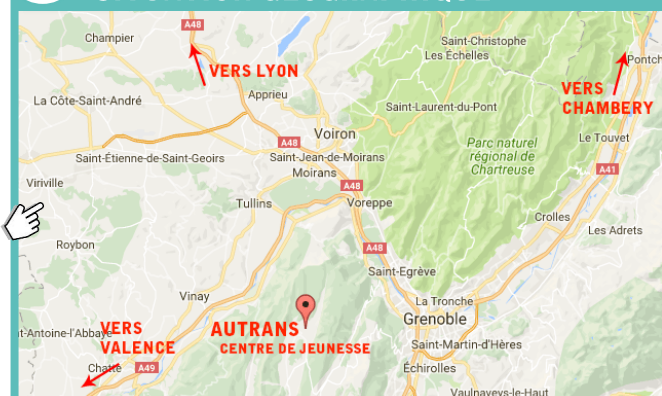 A48
Champier
Saint-Christophe
Les Échelles
VERS LYON
Pontch
La Côte-Saint-André
Apprieu
VERS
CHAMBERY
Saint-Laurent-du-Pont
Voiron
A48
Parc naturel
régional de
Chartreuse
Le Touvet
Saint-Étienne-de-Saint-Geoirs
Saint-Jean-de-Moirans
A41
Moirans
Viriville
A48
Tullins
Voreppe
Crolles
Les Adrets
Roybon
A48
Saint-Egrève
Vinay
La Tronche
Grenoble
t-Antoine-l'Abbaye
VERS
VALENCE
AUTRANS
CENTRE DE JEUNESSE
Saint-Martin-d'Hères
Chatte
A49
Échirolles
Vaulnaveys-le-Haut